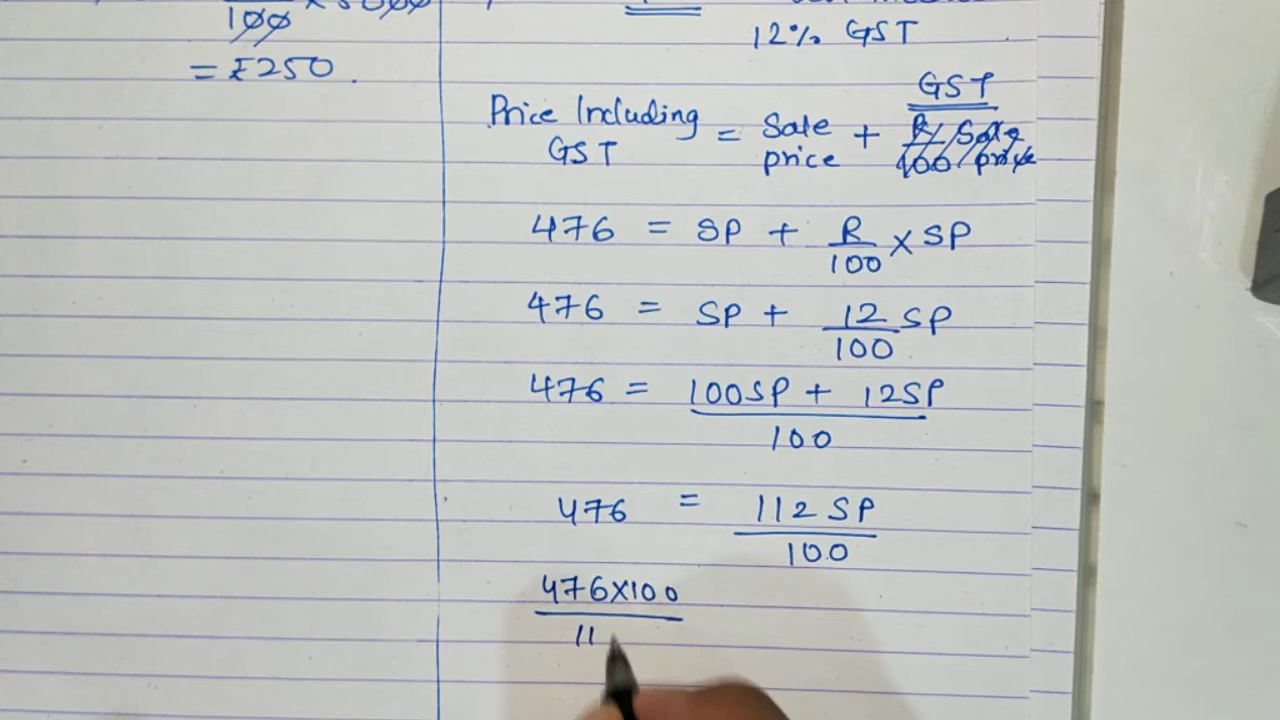 100
= ₹250.
12% GST
GST
Price Including GST = Sale price + R/100 Sale price
476 = SP + R/100 × SP
476 = SP + 12/100 SP
476 = 100SP + 12SP
100
476 = 112 SP
100
476×100
11